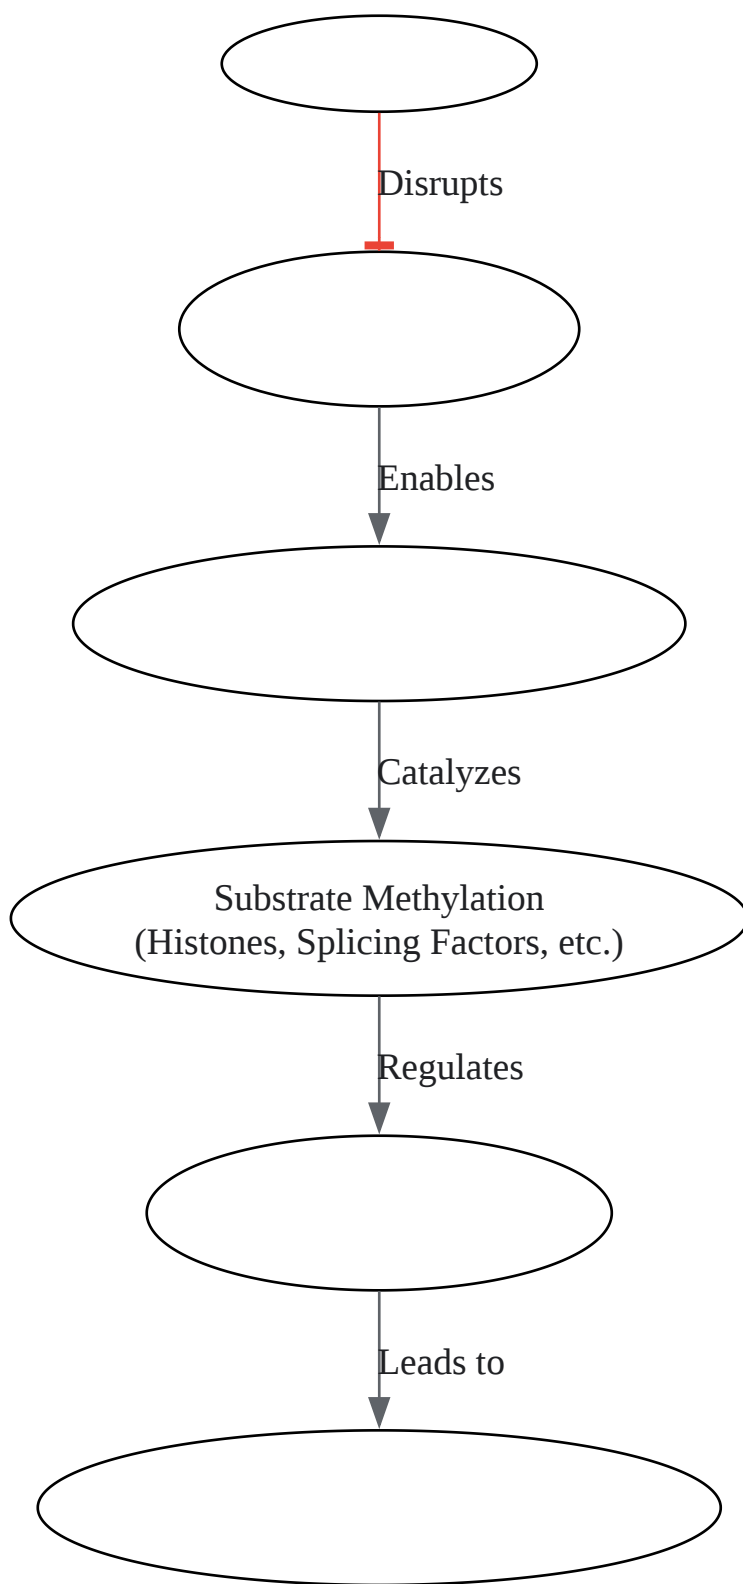 Disrupts
Enables
Catalyzes
Substrate Methylation
(Histones, Splicing Factors, etc.)
Regulates
Leads to